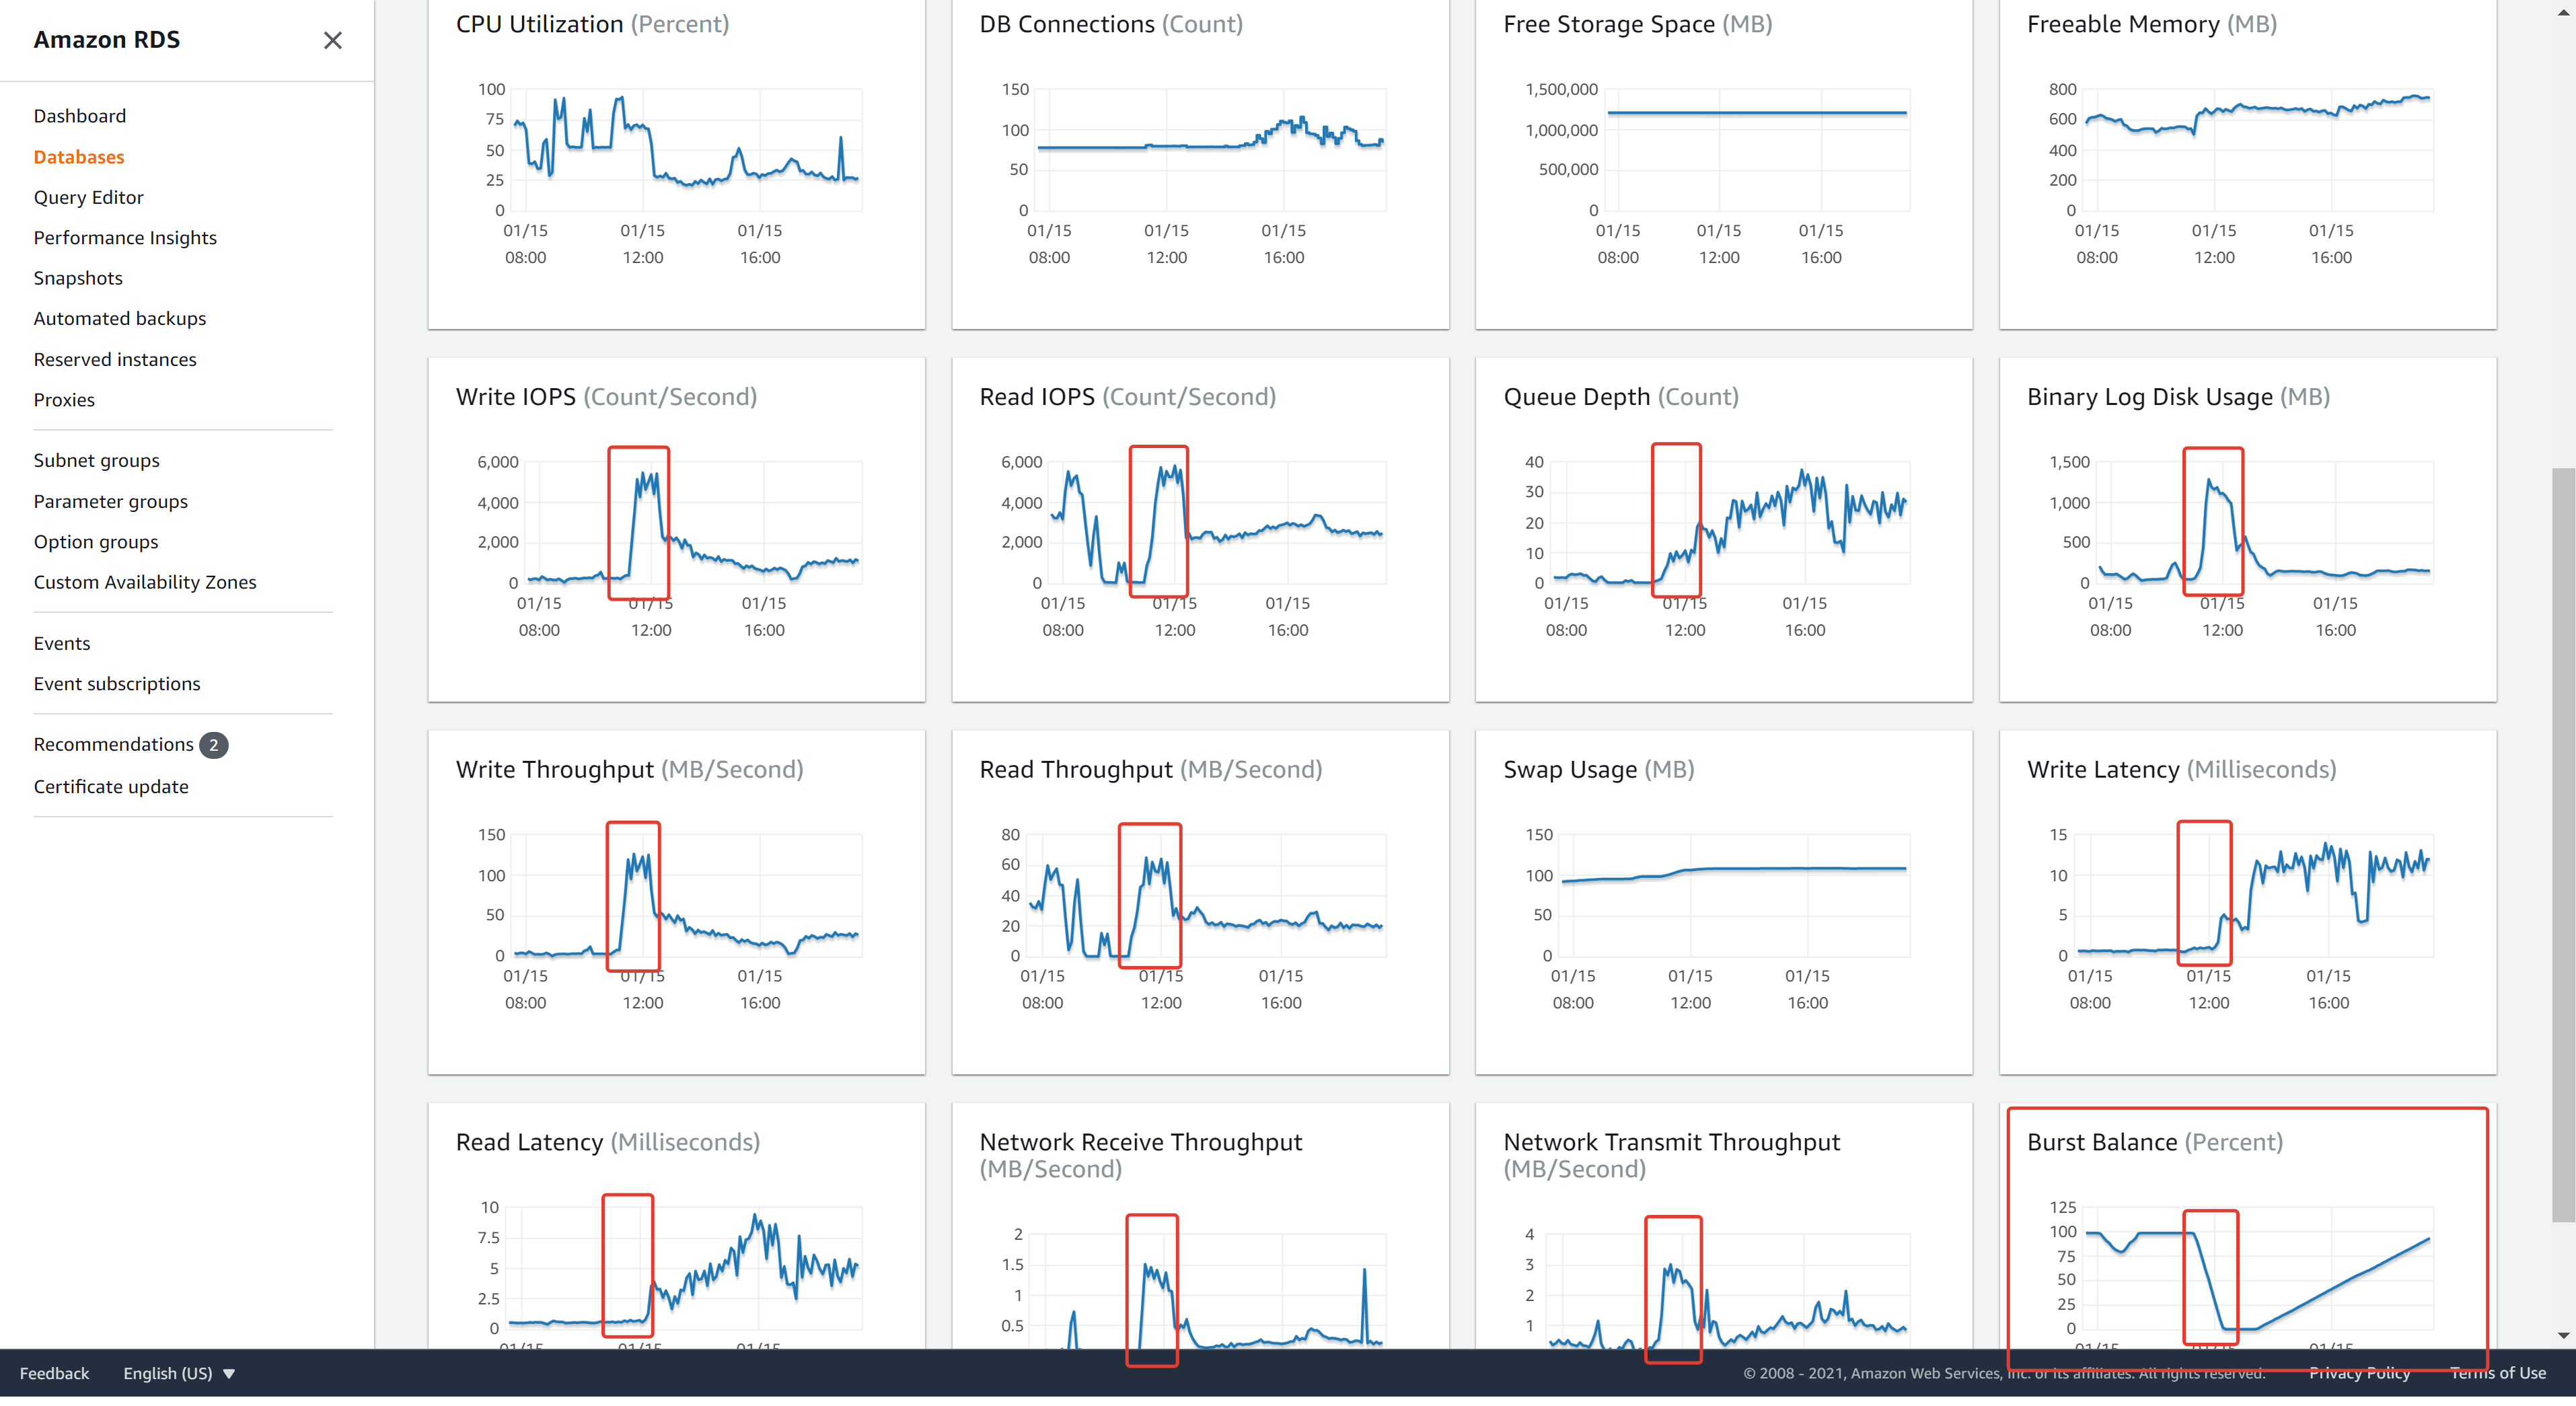 Amazon RDS
Dashboard
Databases
Query Editor
Performance Insights
Snapshots
Automated backups
Reserved instances
Proxies
Subnet groups
Parameter groups
Option groups
Custom Availability Zones
Events
Event subscriptions
Recommendations 2
Certificate update
CPU Utilization (Percent)
100
75
50
25
0
01/15 01/15 01/15
08:00 12:00 16:00
DB Connections (Count)
150
100
50
0
01/15 01/15 01/15
08:00 12:00 16:00
Free Storage Space (MB)
1,500,000
1,000,000
500,000
0
01/15 01/15 01/15
08:00 12:00 16:00
Freeable Memory (MB)
800
600
400
200
0
01/15 01/15 01/15
08:00 12:00 16:00
Write IOPS (Count/Second)
6,000
4,000
2,000
0
01/15 01/15 01/15
08:00 12:00 16:00
Read IOPS (Count/Second)
6,000
4,000
2,000
0
01/15 01/15 01/15
08:00 12:00 16:00
Queue Depth (Count)
40
30
20
10
0
01/15 01/15 01/15
08:00 12:00 16:00
Binary Log Disk Usage (MB)
1,500
1,000
500
0
01/15 01/15 01/15
08:00 12:00 16:00
Write Throughput (MB/Second)
150
100
50
0
01/15 01/15 01/15
08:00 12:00 16:00
Read Throughput (MB/Second)
80
60
40
20
0
01/15 01/15 01/15
08:00 12:00 16:00
Swap Usage (MB)
150
100
50
0
01/15 01/15 01/15
08:00 12:00 16:00
Write Latency (Milliseconds)
15
10
5
0
01/15 01/15 01/15
08:00 12:00 16:00
Read Latency (Milliseconds)
10
7.5
5
2.5
0
01/15 01/15 01/15
Network Receive Throughput
(MB/Second)
2
1.5
1
0.5
Network Transmit Throughput
(MB/Second)
4
3
2
1
Burst Balance (Percent)
125
100
75
50
25
0
01/15 01/15 01/15
Feedback English (US) © 2008 - 2021, Amazon Web Services, Inc. or its affiliates. All rights reserved. Privacy Policy Terms of Use